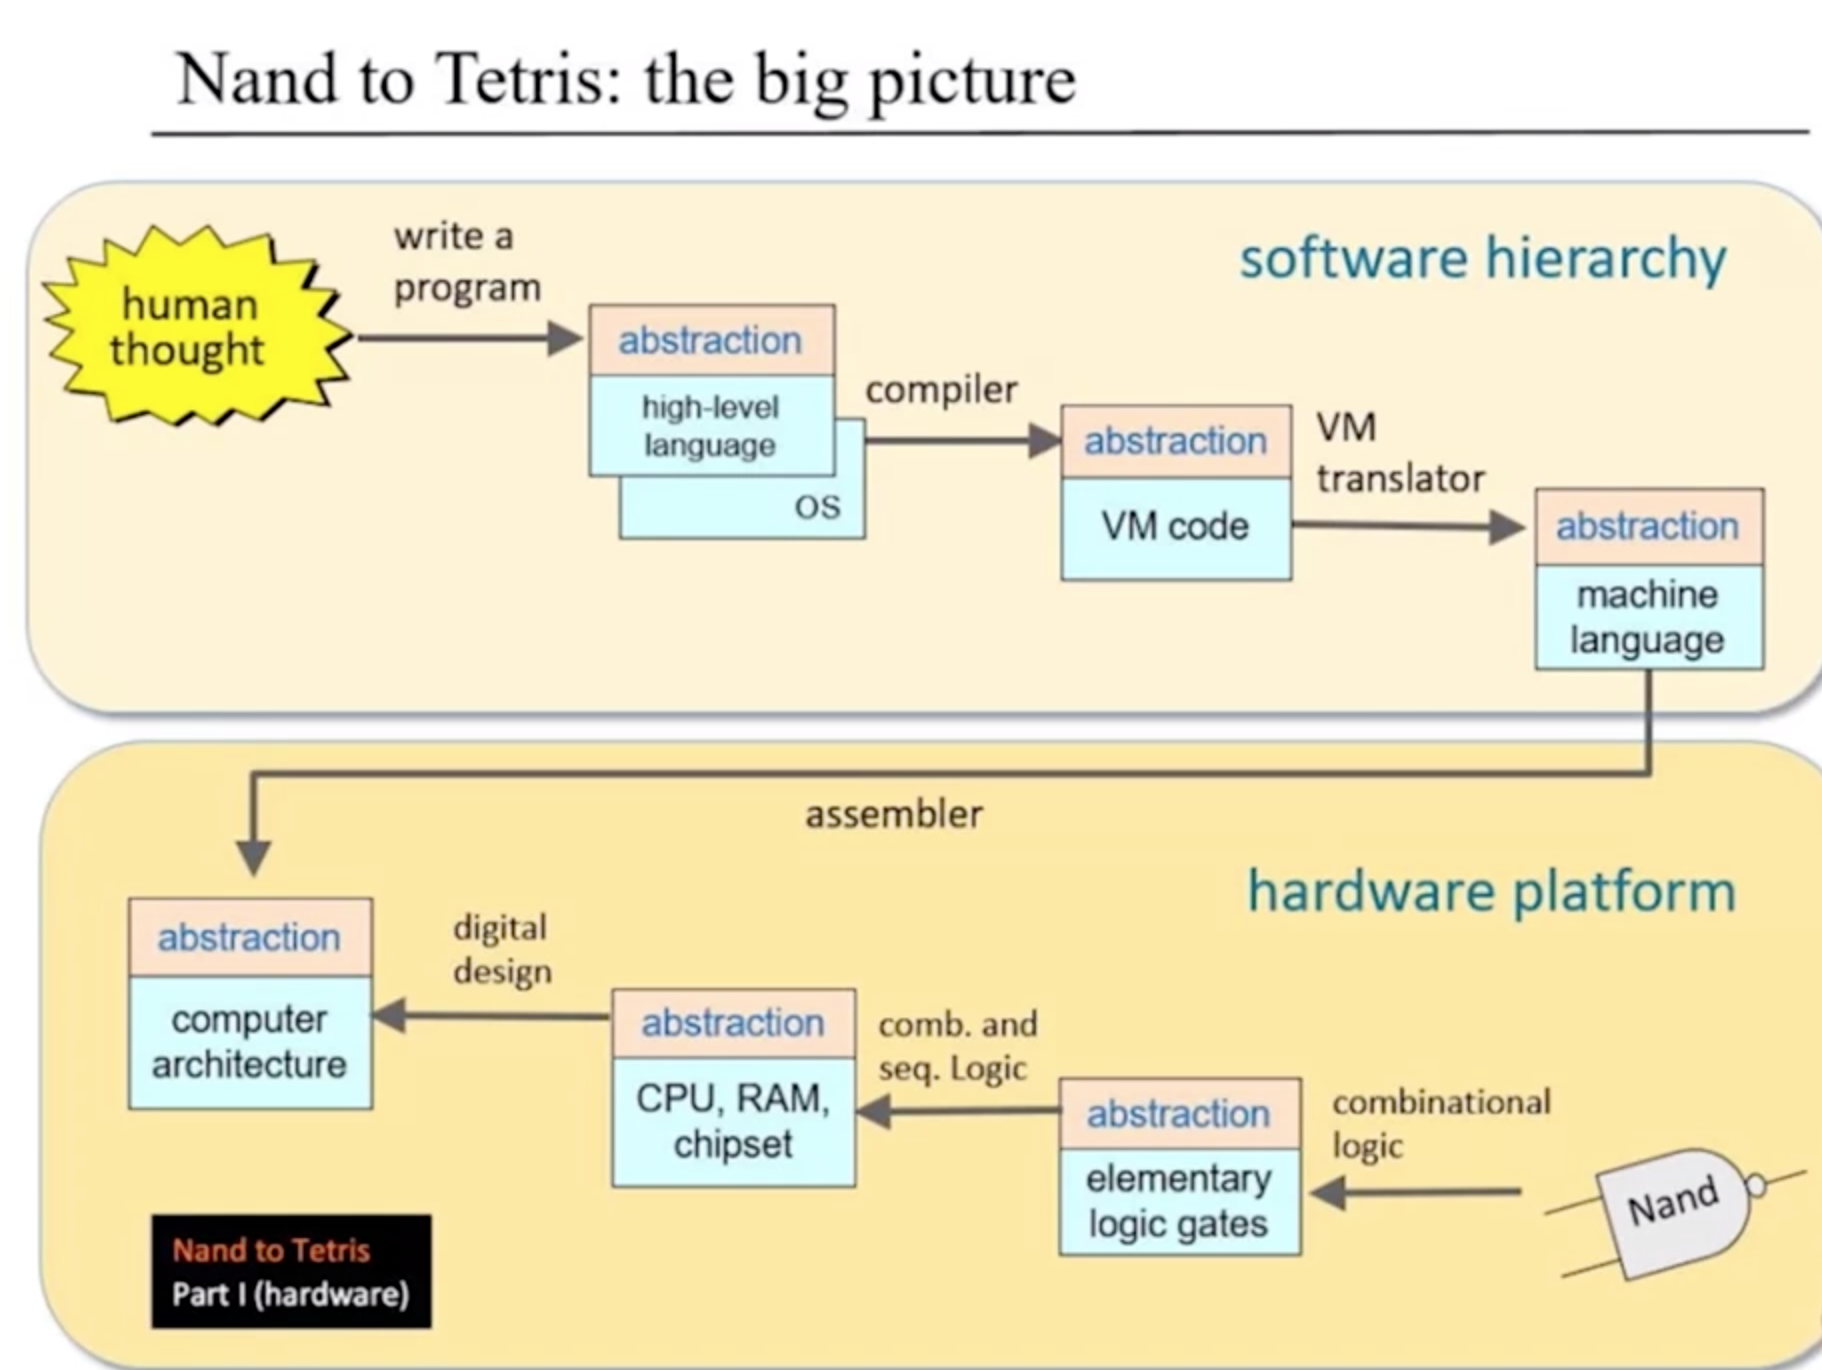 Nand to Tetris: the big picture
software hierarchy
human
thought
write a
program
abstraction
high-level
language
OS
compiler
abstraction
VM code
VM
translator
abstraction
machine
language
assembler
hardware platform
abstraction
computer
architecture
digital
design
abstraction
CPU, RAM,
chipset
comb. and
seq. Logic
abstraction
elementary
logic gates
combinational
logic
Nand
Nand to Tetris
Part I (hardware)